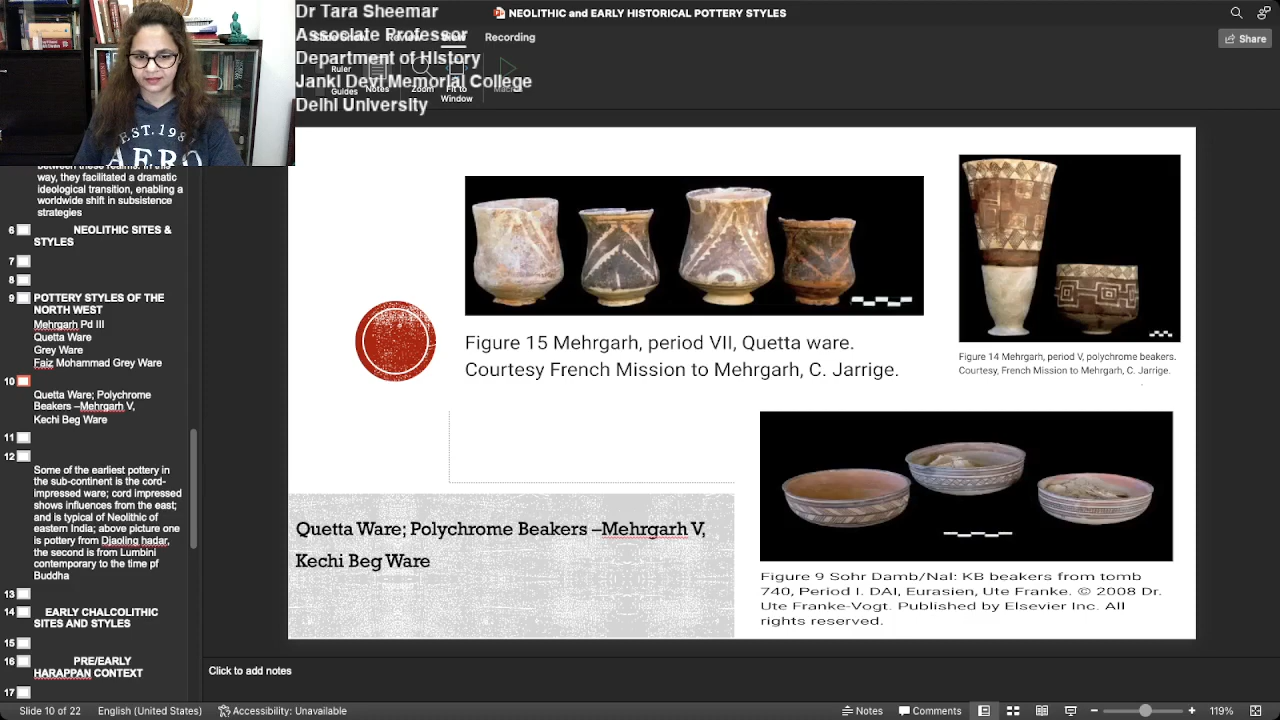 Dr Tara Sheemar
Associate Professor
Department of History
Janki Devi Memorial College
Delhi University
EST. 198
AERO
NEOLITHIC and EARLY HISTORICAL POTTERY STYLES
Recording
Share
Ruler
Guides
Notes
Zoom
Fit to
Window
between these realms. In this
way, they facilitated a dramatic
ideological transition, enabling a
worldwide shift in subsistence
strategies
6 NEOLITHIC SITES &
STYLES
7
8
9 POTTERY STYLES OF THE
NORTH WEST
Mehrgarh Pd III
Quetta Ware
Grey Ware
Faiz Mohammad Grey Ware
10
Quetta Ware; Polychrome
Beakers –Mehrgarh V,
Kechi Beg Ware
11
12
Some of the earliest pottery in
the sub-continent is the cord-
impressed ware; cord impressed
shows influences from the east;
and is typical of Neolithic of
eastern India; above picture one
is pottery from Djaoling hadar,
the second is from Lumbini
contemporary to the time pf
Buddha
13
14 EARLY CHALCOLITHIC
SITES AND STYLES
15
16 PRE/EARLY
HARAPPAN CONTEXT
17
Figure 15 Mehrgarh, period VII, Quetta ware.
Courtesy French Mission to Mehrgarh, C. Jarrige.
Figure 14 Mehrgarh, period V, polychrome beakers.
Courtesy, French Mission to Mehrgarh, C. Jarrige.
Quetta Ware; Polychrome Beakers –Mehrgarh V,
Kechi Beg Ware
Figure 9 Sohr Damb/Nal: KB beakers from tomb
740, Period I. DAI, Eurasien, Ute Franke. © 2008 Dr.
Ute Franke-Vogt. Published by Elsevier Inc. All
rights reserved.
Click to add notes
Slide 10 of 22 English (United States) Accessibility: Unavailable Notes Comments 119%